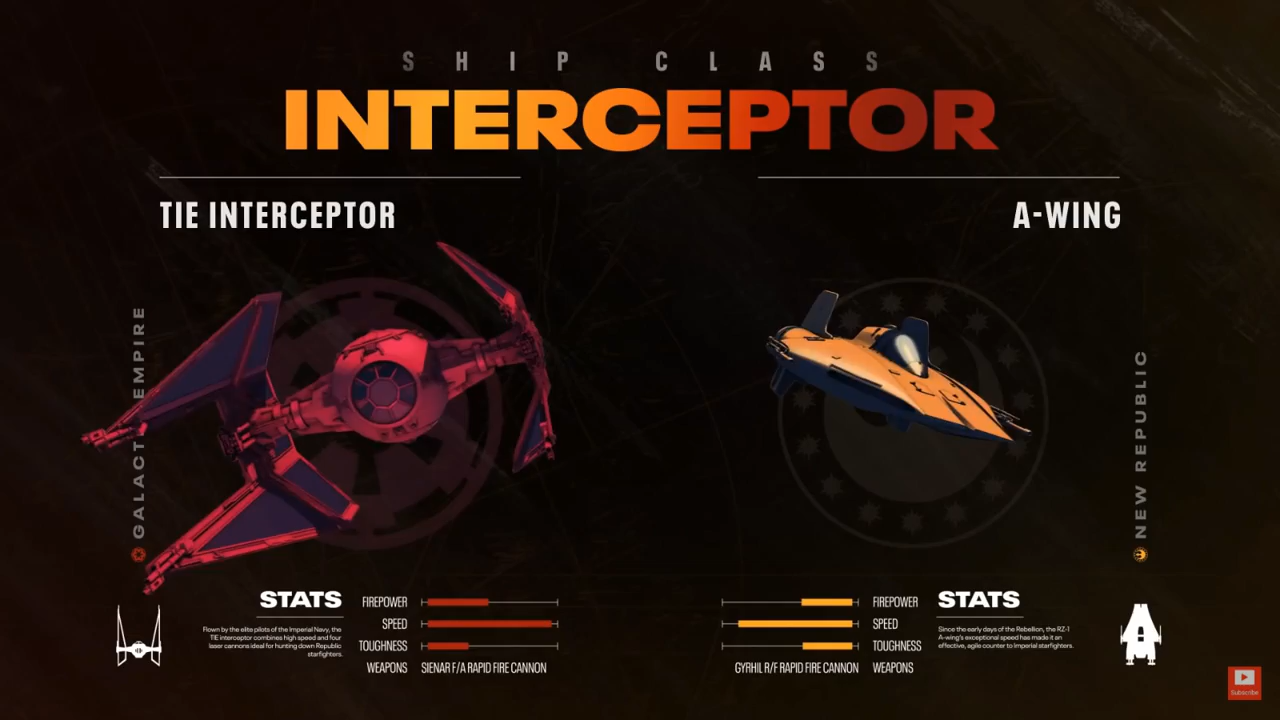 SHIP CLASS
INTERCEPTOR
TIE INTERCEPTOR
A-WING
GALACT EMPIRE
NEW REPUBLIC
STATS
Flown by the elite pilots of the Imperial Navy, the
TIE interceptor combines high speed and four
laser cannons ideal for hunting down Republic
starfighters.
FIREPOWER
SPEED
TOUGHNESS
WEAPONS SIENAR F/A RAPID FIRE CANNON
FIREPOWER
SPEED
TOUGHNESS
GYRHIL R/F RAPID FIRE CANNON WEAPONS
STATS
Since the early days of the Rebellion, the RZ-1
A-wing's exceptional speed has made it an
effective, agile counter to Imperial starfighters.
Subscribe